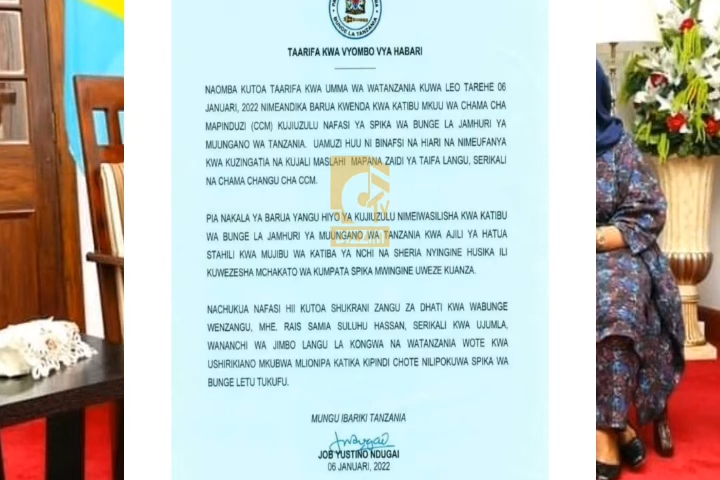 BUNGE LA TANZANIA
TAARIFA KWA VYOMBO VYA HABARI
NAOMBA KUTOA TAARIFA KWA UMMA WA WATANZANIA KUWA LEO TAREHE 06
JANUARI, 2022 NIMEANDIKA BARUA KWENDA KWA KATIBU MKUU WA CHAMA CHA
MAPINDUZI (CCM) KUJIUZULU NAFASI YA SPIKA WA BUNGE LA JAMHURI YA
MUUNGANO WA TANZANIA. UAMUZI HUU NI BINAFSI NA HIARI NA NIMEUFANYA
KWA KUZINGATIA NA KUJALI MASLAHI MAPANA ZAIDI YA TAIFA LANGU, SERIKALI
NA CHAMA CHANGU CHA CCM.
PIA NAKALA YA BARUA YANGU HIYO YA KUJIUZULU NIMEIWASILISHA KWA KATIBU
WA BUNGE LA JAMHURI YA MUUNGANO WA TANZANIA KWA AJILI YA HATUA
STAHILI KWA MUJIBU WA KATIBA YA NCHI NA SHERIA NYINGINE HUSIKA ILI
KUWEZESHA MCHAKATO WA KUMPATA SPIKA MWINGINE UWEZE KUANZA.
NACHUKUA NAFASI HII KUTOA SHUKRANI ZANGU ZA DHATI KWA WABUNGE
WENZANGU, MHE. RAIS SAMIA SULUHU HASSAN, SERIKALI KWA UJUMLA,
WANANCHI WA JIMBO LANGU LA KONGWA NA WATANZANIA WOTE KWA
USHIRIKIANO MKUBWA MLIONIPA KATIKA KIPINDI CHOTE NILIPOKUWA SPIKA WA
BUNGE LETU TUKUFU.
MUNGU IBARIKI TANZANIA
JOB YUSTINO NDUGAI
06 JANUARI, 2022